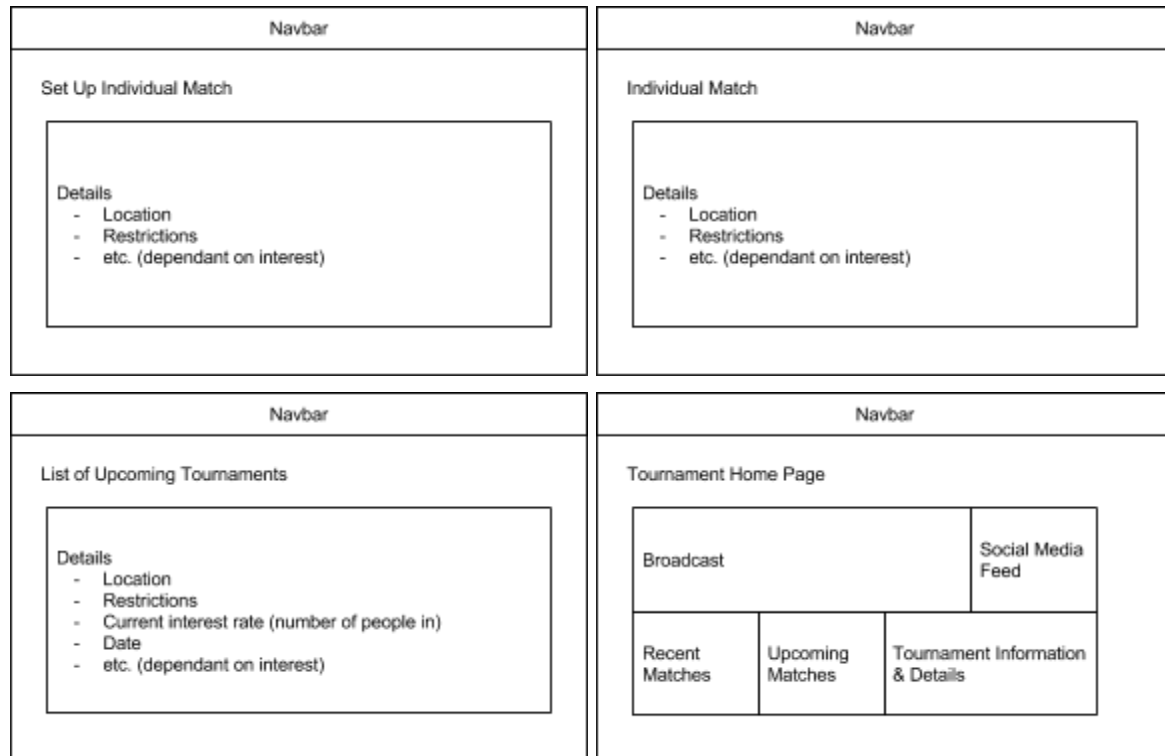 Navbar
Set Up Individual Match
Details
- Location
- Restrictions
- etc. (dependant on interest)
Navbar
Individual Match
Details
- Location
- Restrictions
- etc. (dependant on interest)
Navbar
List of Upcoming Tournaments
Details
- Location
- Restrictions
- Current interest rate (number of people in)
- Date
- etc. (dependant on interest)
Navbar
Tournament Home Page
Broadcast
Social Media
Feed
Recent
Matches
Upcoming
Matches
Tournament Information
& Details